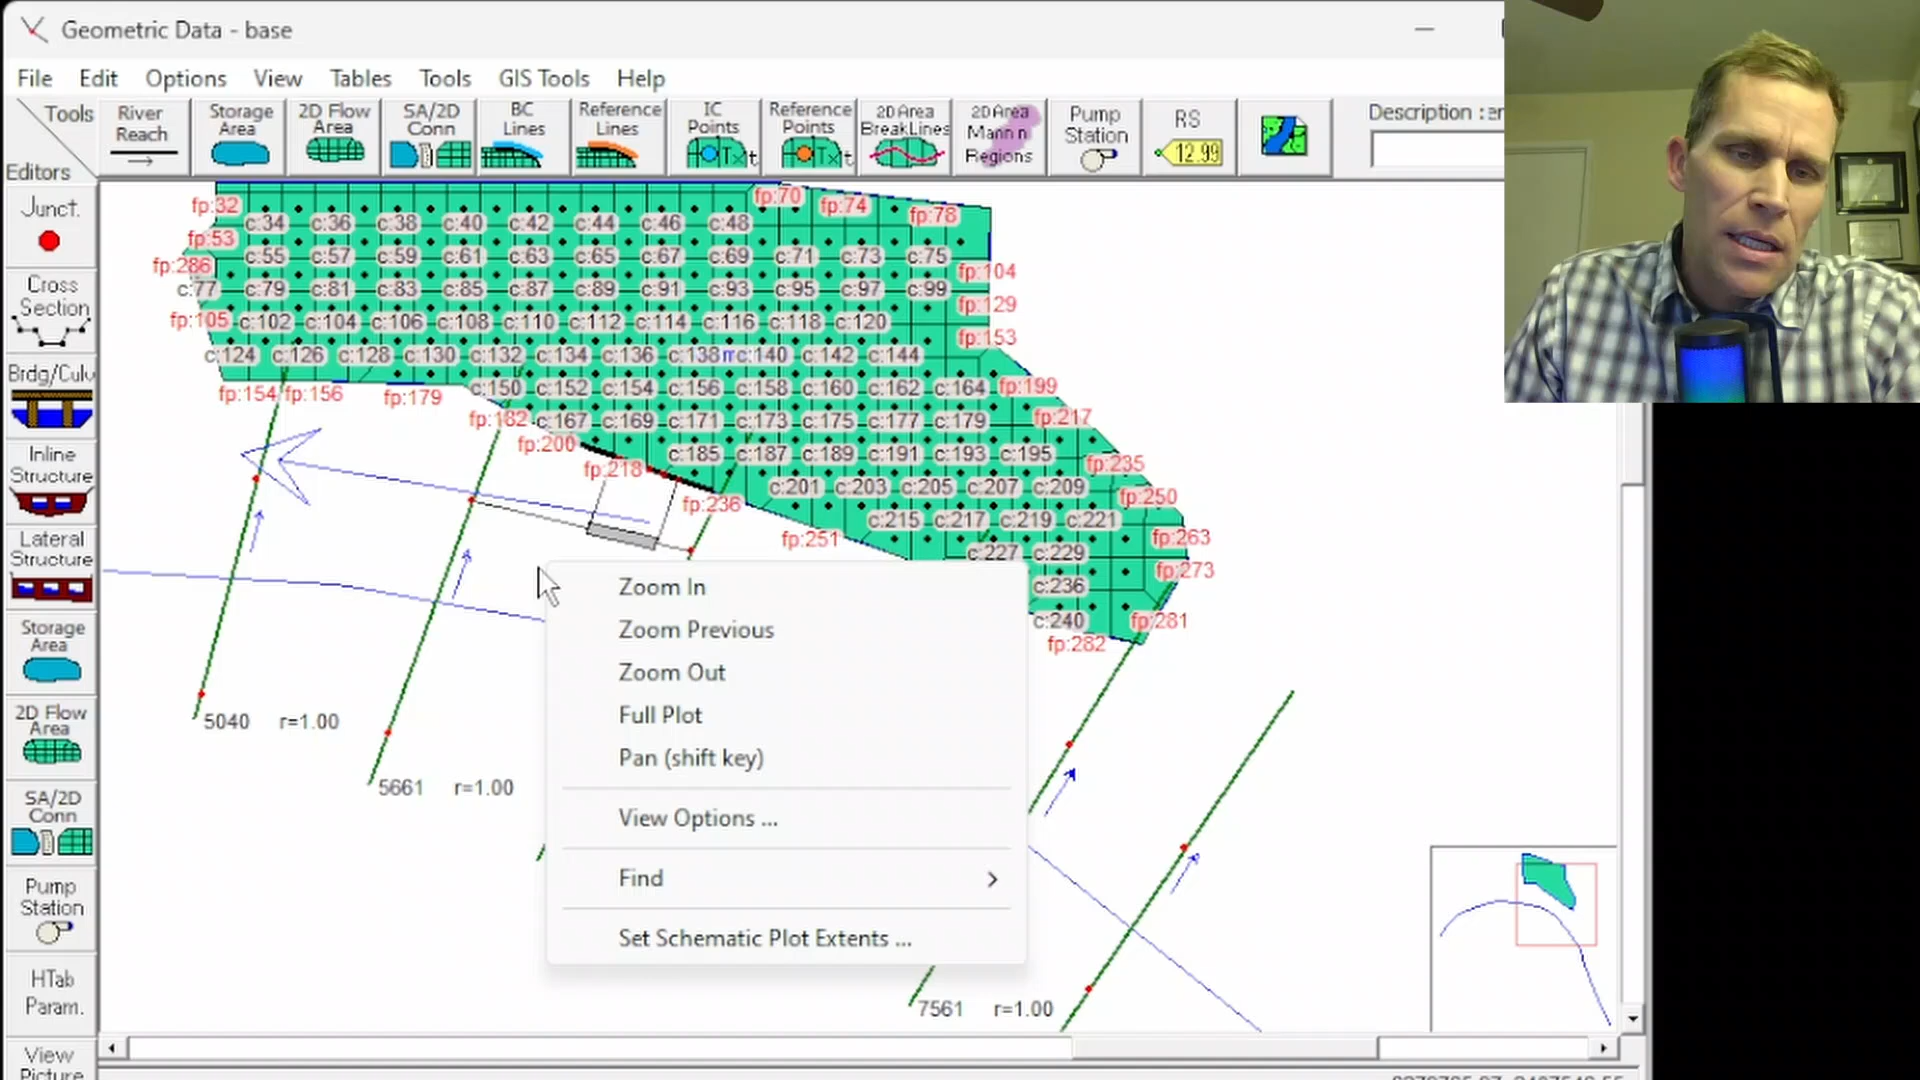 Geometric Data - base
File Edit Options View Tables Tools GIS Tools Help
Tools
Editors
River
Reach
Storage
Area
2D Flow
Area
SA/2D
Conn
BC
Lines
Reference
Lines
IC
Points
Reference
Points
2D Area
BreakLines
2D Area
Mann n
Regions
Pump
Station
RS
12.99
Description :
Junct.
Cross
Section
Brdg/Culv
Inline
Structure
Lateral
Structure
Storage
Area
2D Flow
Area
SA/2D
Conn
Pump
Station
HTab
Param.
View
Picture
fp:32 c:34 c:36 c:38 c:40 c:42 c:44 c:46 c:48 fp:70 fp:74 fp:78
fp:53 c:55 c:57 c:59 c:61 c:63 c:65 c:67 c:69 c:71 c:73 c:75
fp:286 c:77 c:79 c:81 c:83 c:85 c:87 c:89 c:91 c:93 c:95 c:97 c:99 fp:104
fp:105 c:102 c:104 c:106 c:108 c:110 c:112 c:114 c:116 c:118 c:120 fp:129
c:124 c:126 c:128 c:130 c:132 c:134 c:136 c:138 c:140 c:142 c:144 fp:153
fp:154 fp:156 fp:179 c:150 c:152 c:154 c:156 c:158 c:160 c:162 c:164 fp:199
fp:182 c:167 c:169 c:171 c:173 c:175 c:177 c:179 fp:217
fp:200 c:185 c:187 c:189 c:191 c:193 c:195 fp:235
fp:218 c:201 c:203 c:205 c:207 c:209 fp:250
fp:236 c:215 c:217 c:219 c:221
fp:251 c:227 c:229 fp:263
c:236 fp:273
c:240 fp:281
fp:282
Zoom In
Zoom Previous
Zoom Out
Full Plot
Pan (shift key)
View Options ...
Find
Set Schematic Plot Extents ...
5040 r=1.00
5661 r=1.00
7561 r=1.00